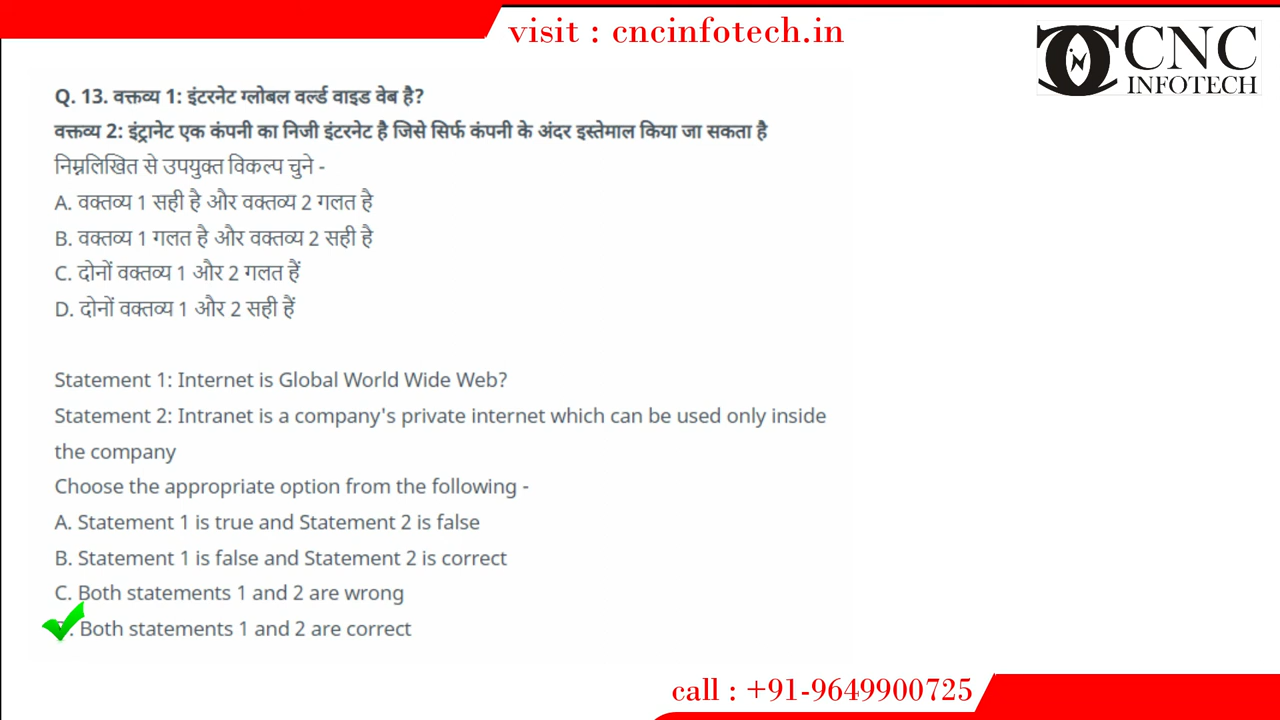 visit : cncinfotech.in
CNC
INFOTECH
Q. 13. वक्तव्य 1: इंटरनेट ग्लोबल वर्ल्ड वाइड वेब है?
वक्तव्य 2: इंट्रानेट एक कंपनी का निजी इंटरनेट है जिसे सिर्फ कंपनी के अंदर इस्तेमाल किया जा सकता है
निम्नलिखित से उपयुक्त विकल्प चुने -
A. वक्तव्य 1 सही है और वक्तव्य 2 गलत है
B. वक्तव्य 1 गलत है और वक्तव्य 2 सही है
C. दोनों वक्तव्य 1 और 2 गलत हैं
D. दोनों वक्तव्य 1 और 2 सही हैं
Statement 1: Internet is Global World Wide Web?
Statement 2: Intranet is a company's private internet which can be used only inside
the company
Choose the appropriate option from the following -
A. Statement 1 is true and Statement 2 is false
B. Statement 1 is false and Statement 2 is correct
C. Both statements 1 and 2 are wrong
Both statements 1 and 2 are correct
call : +91-9649900725